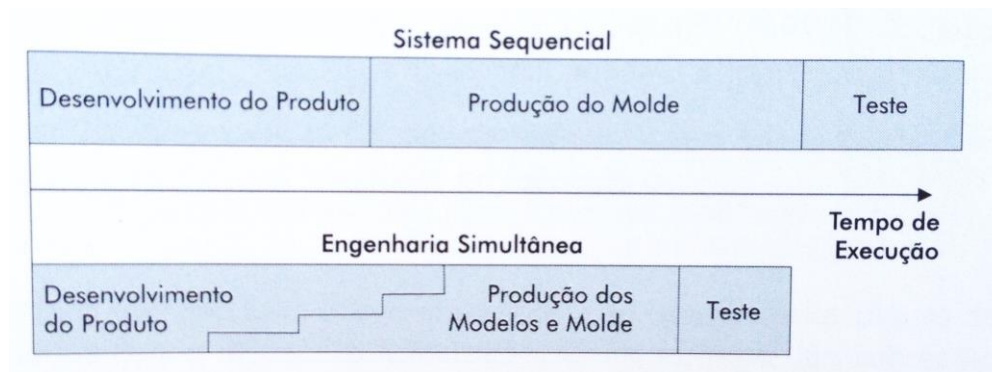 Sistema Sequencial
Desenvolvimento do Produto
Produção do Molde
Teste
Tempo de
Execução
Engenharia Simultânea
Desenvolvimento
do Produto
Produção dos
Modelos e Molde
Teste